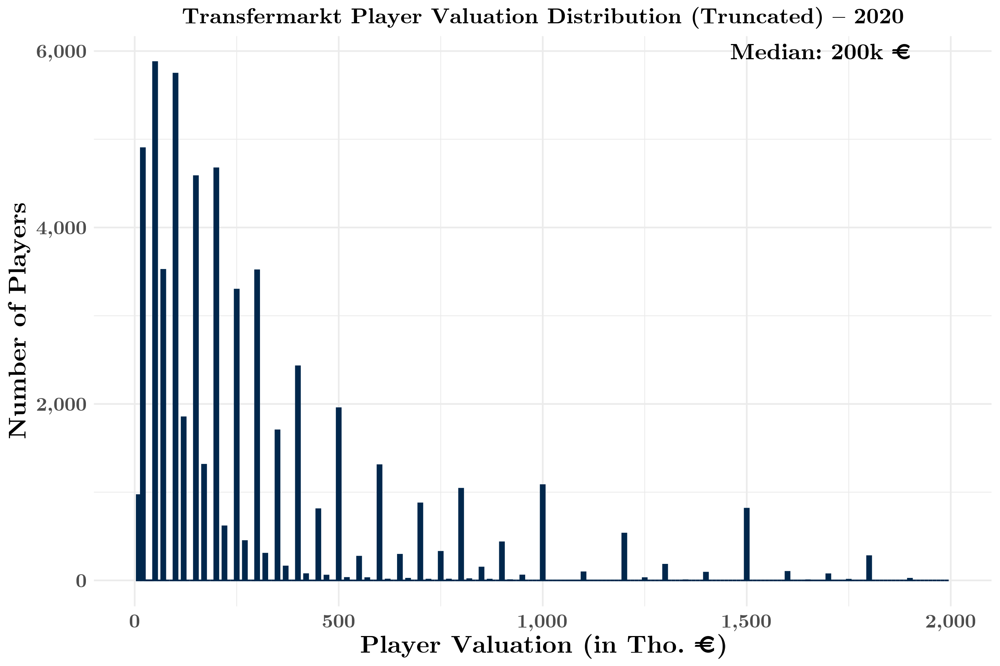 Transfermarkt Player Valuation Distribution (Truncated) – 2020
Median: 200k €
6,000
4,000
2,000
0
Number of Players
0 500 1,000 1,500 2,000
Player Valuation (in Tho. €)